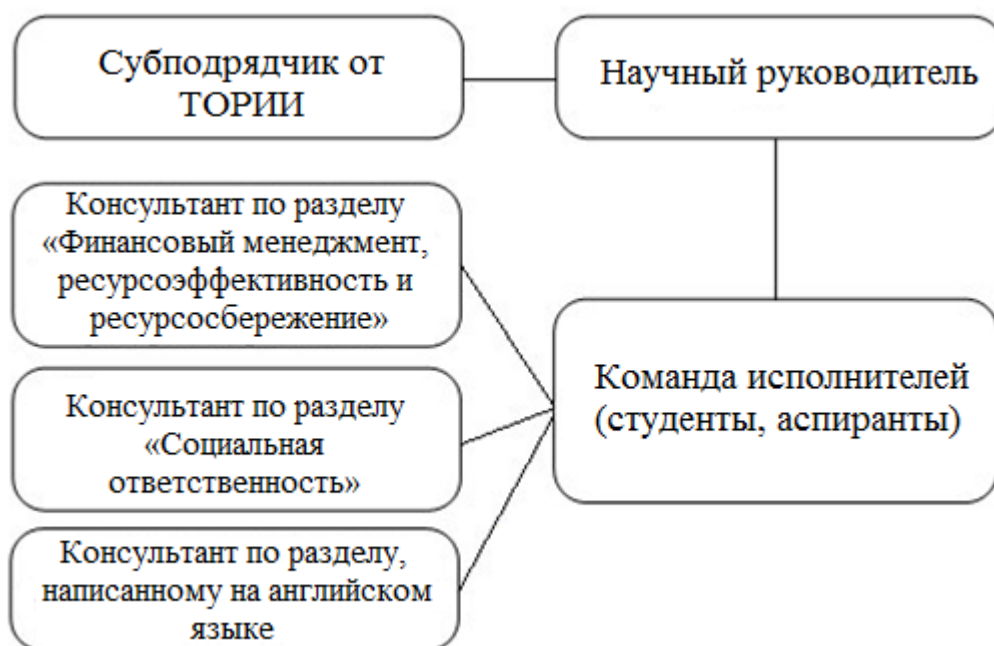 Субподрядчик от
ТОРИИ
Научный руководитель
Консультант по разделу
«Финансовый менеджмент,
ресурсоэффективность и
ресурсосбережение»
Консультант по разделу
«Социальная
ответственность»
Консультант по разделу,
написанному на английском
языке
Команда исполнителей
(студенты, аспиранты)